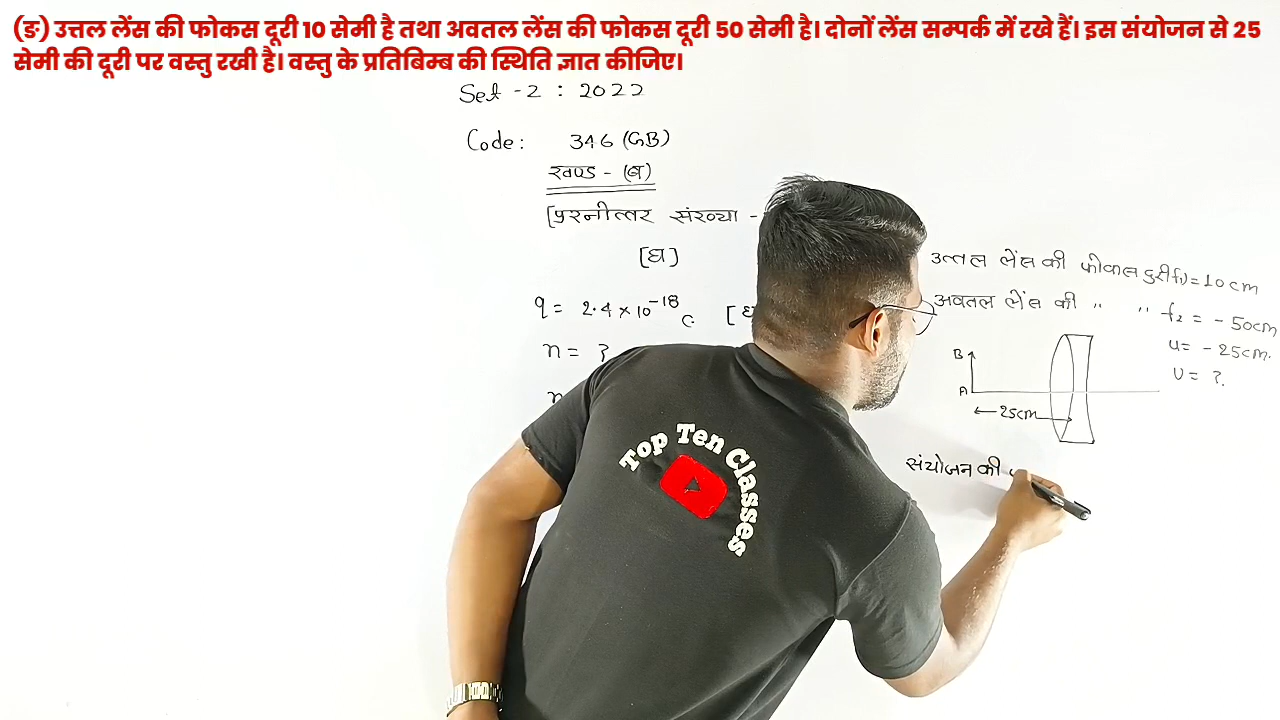 (ङ) उत्तल लेंस की फोकस दूरी 10 सेमी है तथा अवतल लेंस की फोकस दूरी 50 सेमी है। दोनों लेंस सम्पर्क में रखे हैं। इस संयोजन से 25
सेमी की दूरी पर वस्तु रखी है। वस्तु के प्रतिबिम्ब की स्थिति ज्ञात कीजिए।
Set - 2 : 2022
Code: 346 (GB)
खण्ड - (ब)
[प्रश्नोत्तर संख्या -
[घ]
q = 2.4 × 10⁻¹⁸ C
[घ
n = ?
n
उत्तल लेंस की फोकस दुरी f₁ = 10 cm
अवतल लेंस की " " f₂ = - 50cm
u = - 25cm.
v = ?
B
A
25cm
संयोजन की
Top Ten Classes